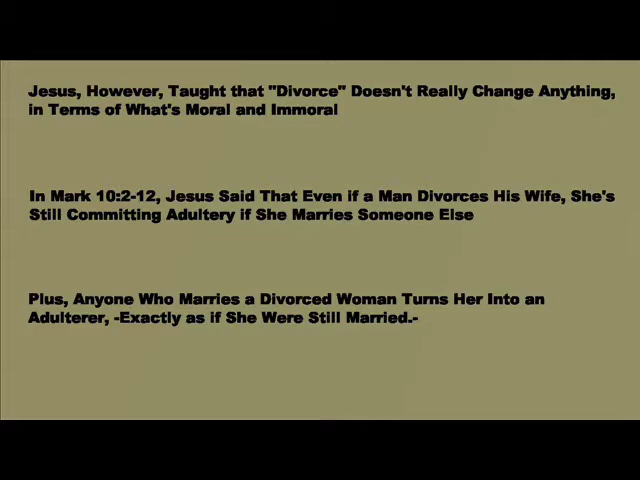 Jesus, However, Taught that "Divorce" Doesn't Really Change Anything,
in Terms of What's Moral and Immoral
In Mark 10:2-12, Jesus Said That Even if a Man Divorces His Wife, She's
Still Committing Adultery if She Marries Someone Else
Plus, Anyone Who Marries a Divorced Woman Turns Her Into an
Adulterer, -Exactly as if She Were Still Married.-